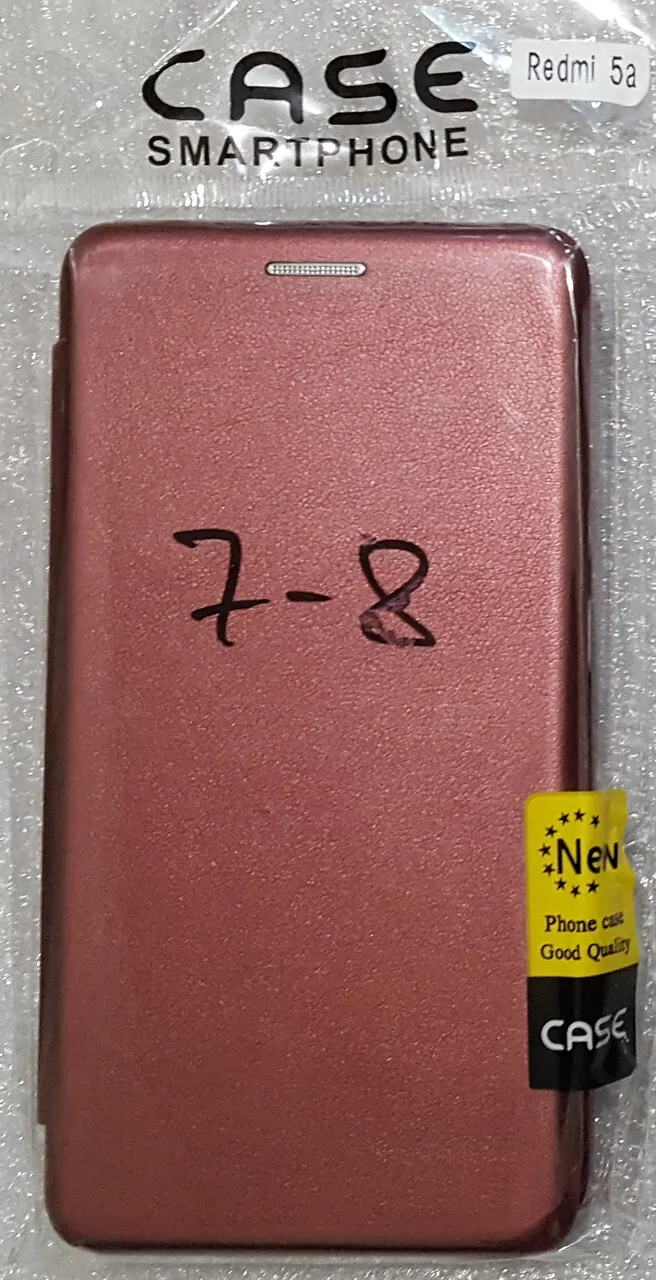 CASE
SMARTPHONE
Redmi 5a
7-8
New
Phone case
Good Quality
CASE